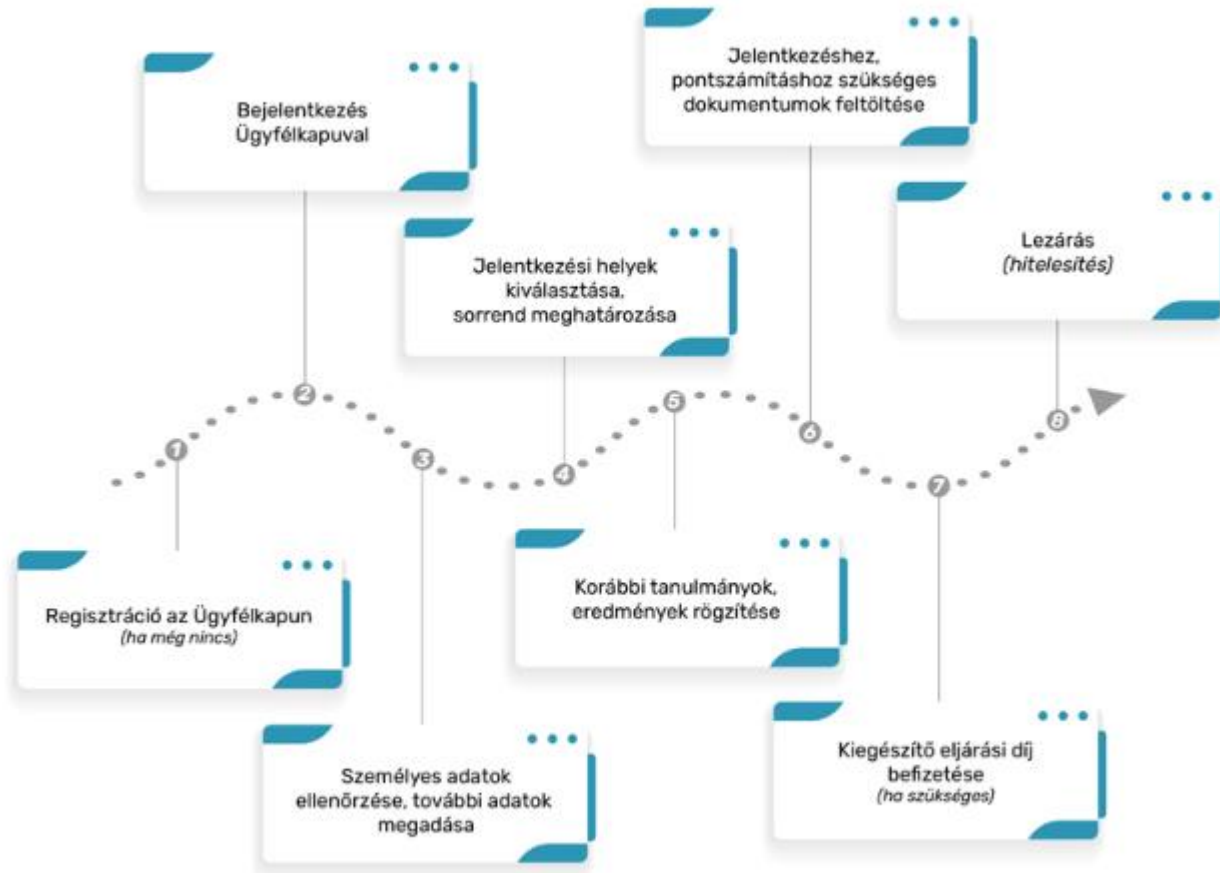 1
Regisztráció az Ügyfélkapun
(ha még nincs)
2
Bejelentkezés
Ügyfélkapuval
3
Személyes adatok
ellenőrzése, további adatok
megadása
4
Jelentkezési helyek
kiválasztása,
sorrend meghatározása
5
Korábbi tanulmányok,
eredmények rögzítése
6
Jelentkezéshez,
pontszámításhoz szükséges
dokumentumok feltöltése
7
Kiegészítő eljárási díj
befizetése
(ha szükséges)
8
Lezárás
(hitelesítés)